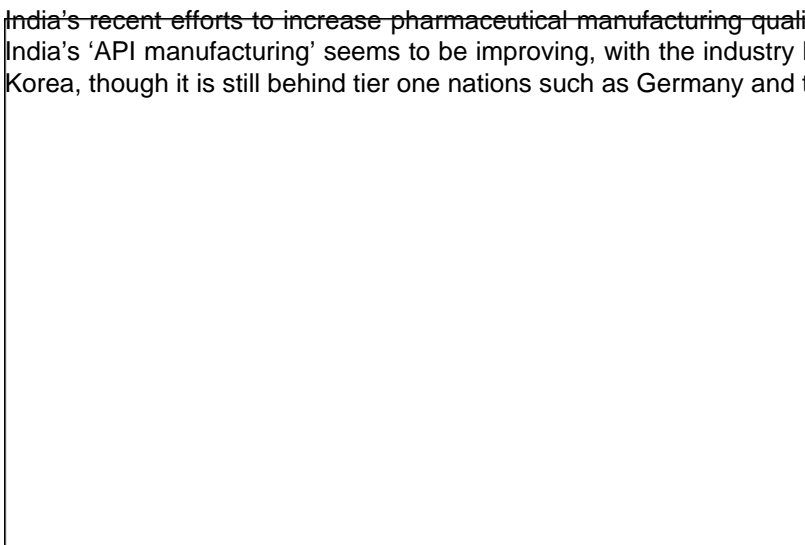 India’s recent efforts to increase pharmaceutical manufacturing
India’s ‘API manufacturing’ seems to be improving, with the industry
Korea, though it is still behind tier one nations such as Germany and